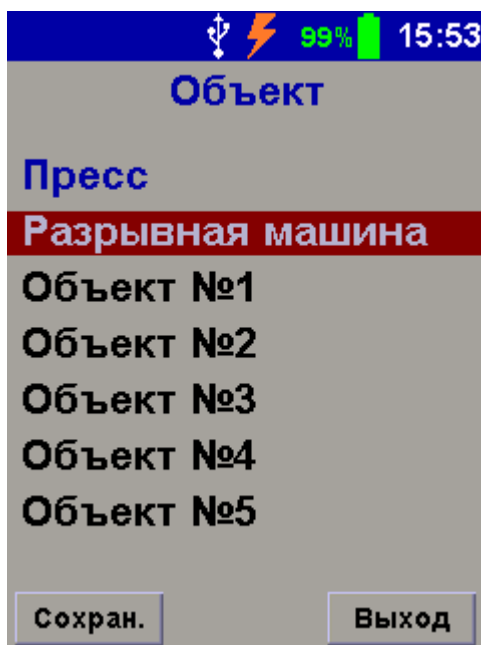 99% 15:53
Объект
Пресс
Разрывная машина
Объект №1
Объект №2
Объект №3
Объект №4
Объект №5
Сохран. Выход